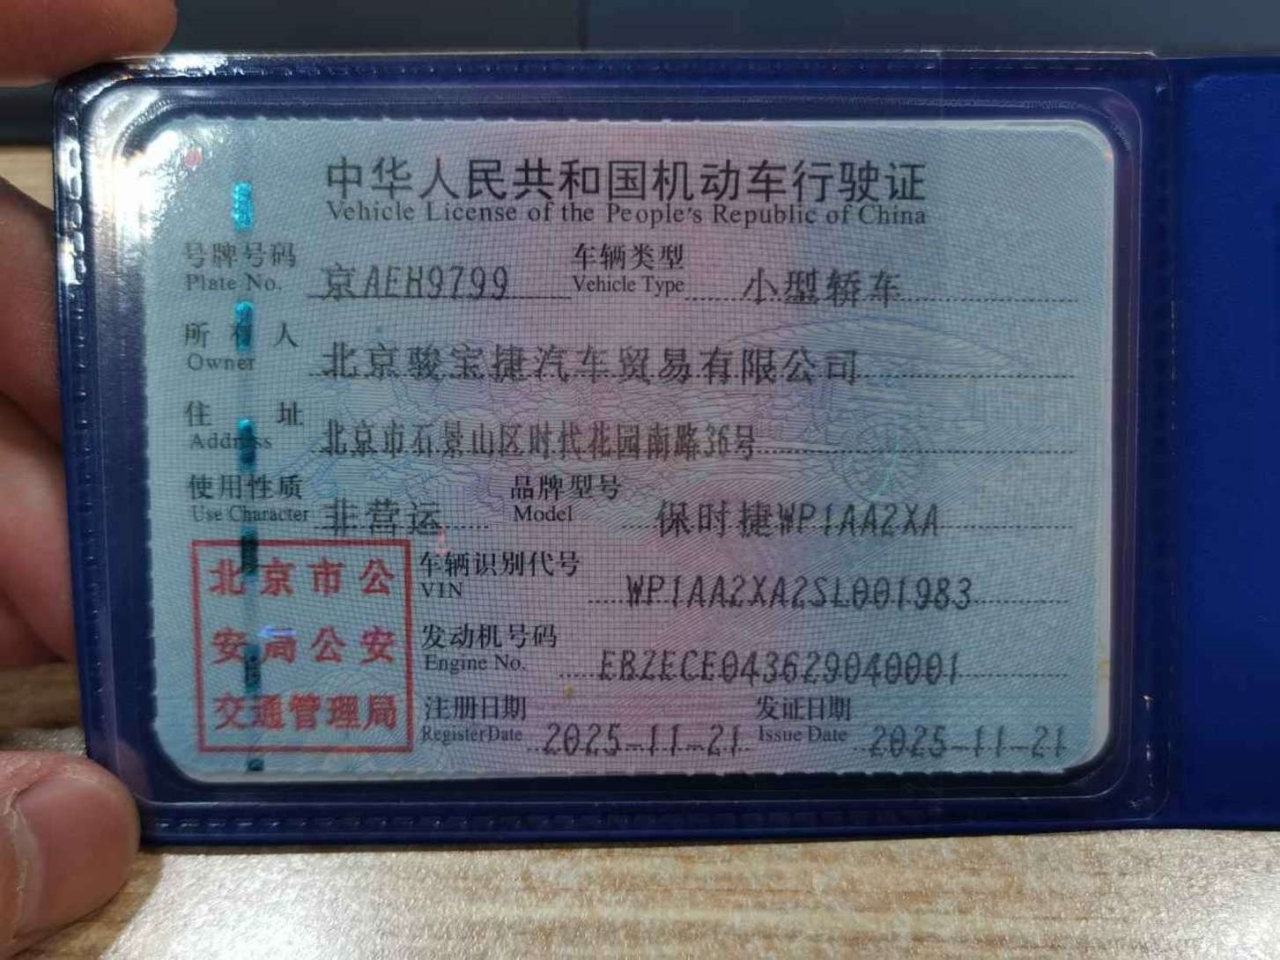 中华人民共和国机动车行驶证
Vehicle License of the People's Republic of China
号牌号码 京AEH9799 车辆类型 小型轿车
Plate No. Vehicle Type
所有人 北京骏宝捷汽车贸易有限公司
Owner
住址 北京市石景山区时代花园南路36号
Address
使用性质 非营运 品牌型号 保时捷WP1AA2XA
Use Character Model
北京市公
安局公安
交通管理局
车辆识别代号 WP1AA2XA2SL001983
VIN
发动机号码 EBZECE043629040001
Engine No.
注册日期 2025-11-21 发证日期 2025-11-21
Register Date Issue Date